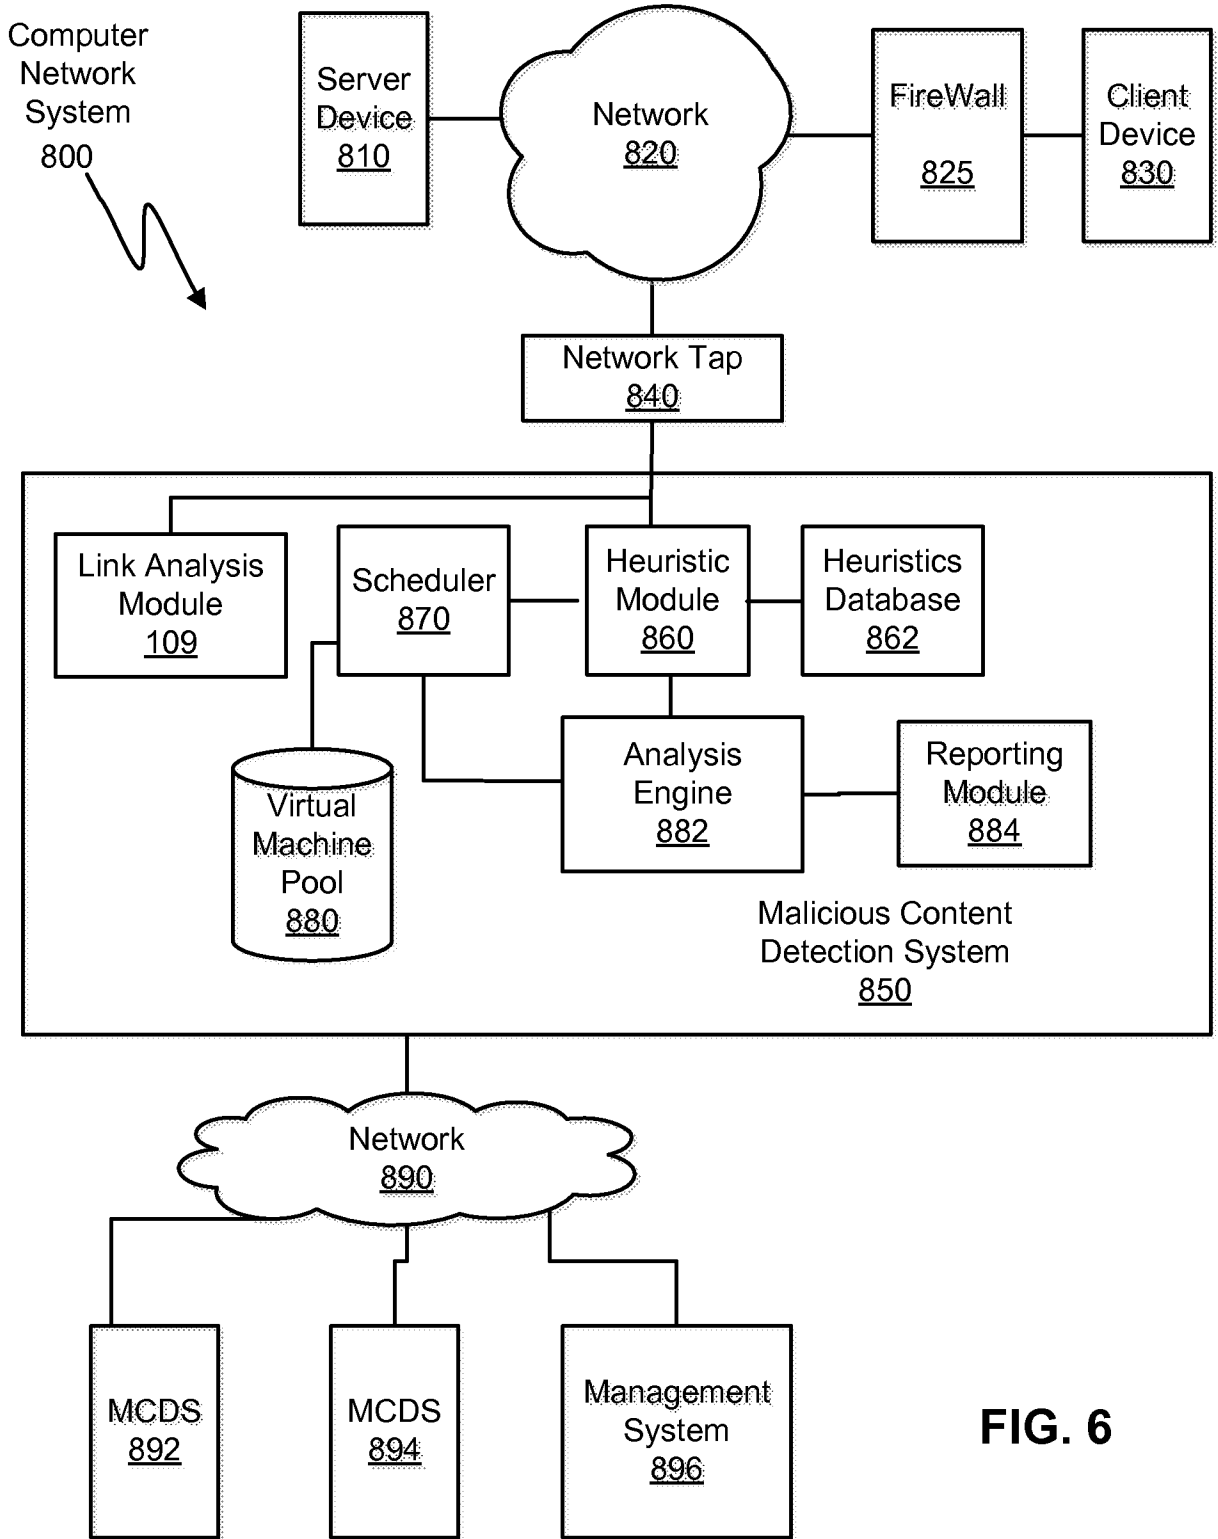 Computer
Network
System
800
Server
Device
810
Network
820
FireWall
825
Client
Device
830
Network Tap
840
Link Analysis
Module
109
Scheduler
870
Heuristic
Module
860
Heuristics
Database
862
Virtual
Machine
Pool
880
Analysis
Engine
882
Reporting
Module
884
Malicious Content
Detection System
850
Network
890
MCDS
892
MCDS
894
Management
System
896
FIG. 6